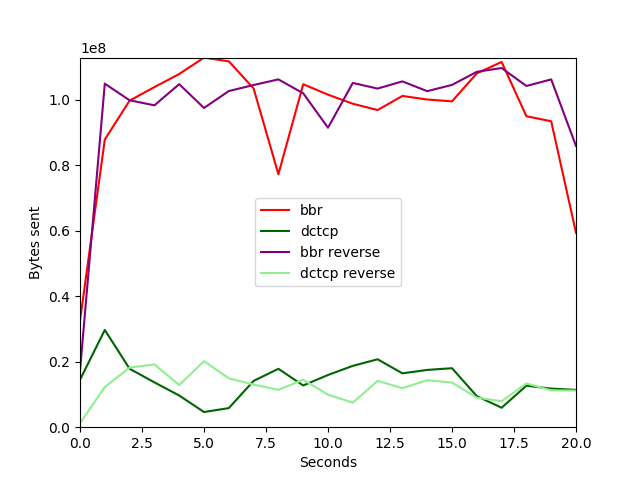 1e8
1.0
0.8
0.6
0.4
0.2
0.0
Bytes sent
bbr
dctcp
bbr reverse
dctcp reverse
0.0 2.5 5.0 7.5 10.0 12.5 15.0 17.5 20.0
Seconds